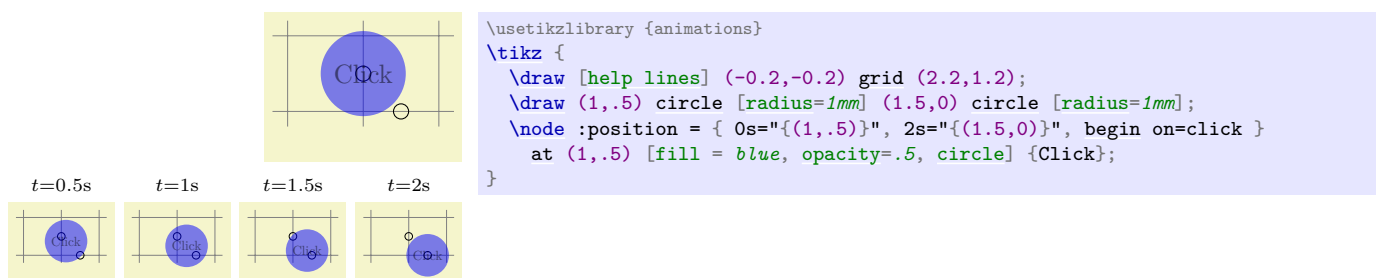 Click
t=0.5s t=1s t=1.5s t=2s
Click Click Click Click
\usetikzlibrary {animations}
\tikz {
  \draw [help lines] (-0.2,-0.2) grid (2.2,1.2);
  \draw (1,.5) circle [radius=1mm] (1.5,0) circle [radius=1mm];
  \node :position = { 0s="{(1,.5)}", 2s="{(1.5,0)}", begin on=click }
    at (1,.5) [fill = blue, opacity=.5, circle] {Click};
}